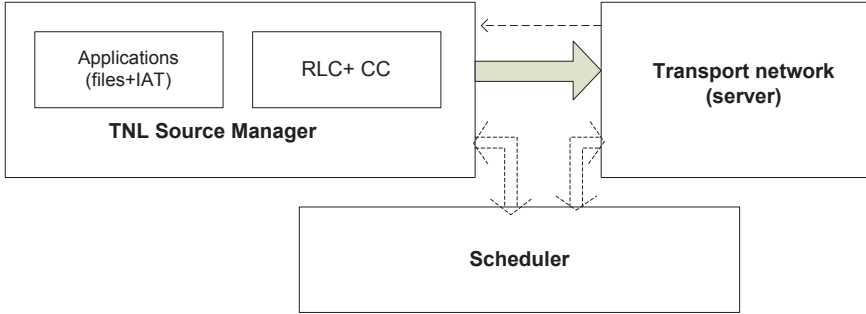 Applications
(files+IAT)
RLC+ CC
TNL Source Manager
Transport network
(server)
Scheduler